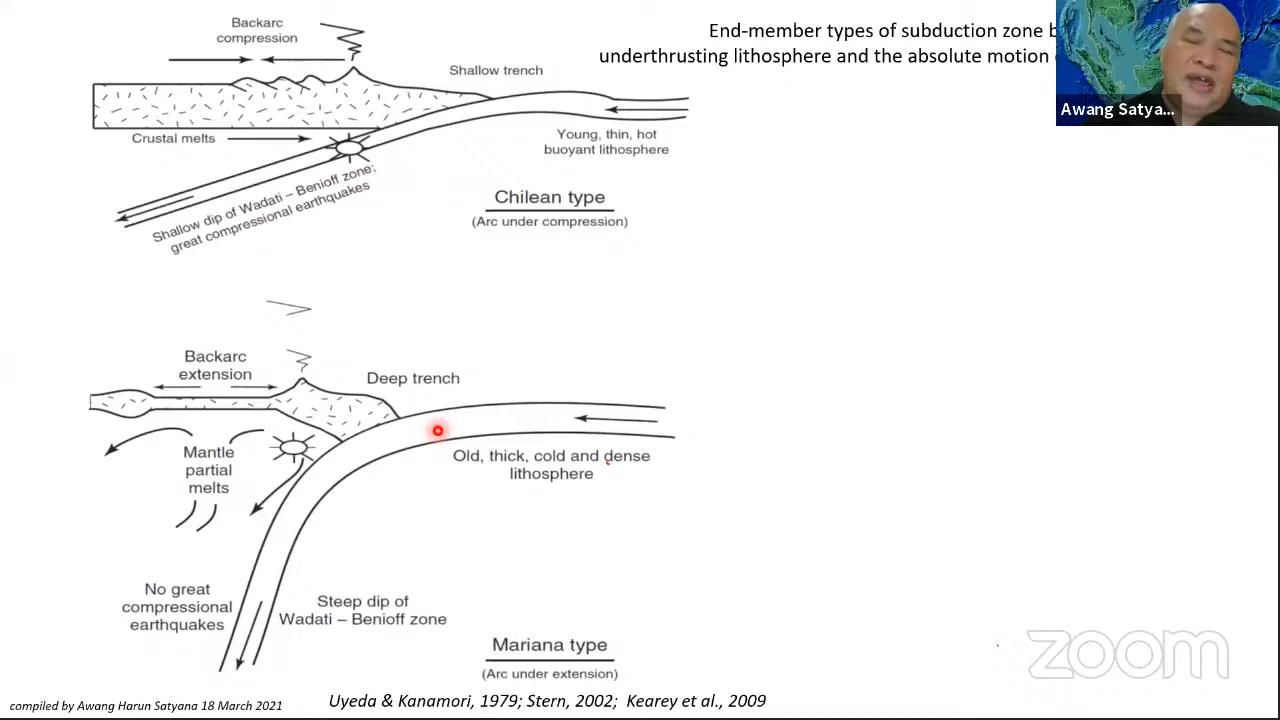 End-member types of subduction zone
underthrusting lithosphere and the absolute motion
Awang Satya...
Backarc
compression
Shallow trench
Crustal melts
Young, thin, hot
buoyant lithosphere
Shallow dip of Wadati – Benioff zone;
great compressional earthquakes
Chilean type
(Arc under compression)
Backarc
extension
Deep trench
Mantle
partial
melts
Old, thick, cold and dense
lithosphere
No great
compressional
earthquakes
Steep dip of
Wadati – Benioff zone
Mariana type
(Arc under extension)
zoom
compiled by Awang Harun Satyana 18 March 2021
Uyeda & Kanamori, 1979; Stern, 2002; Kearey et al., 2009